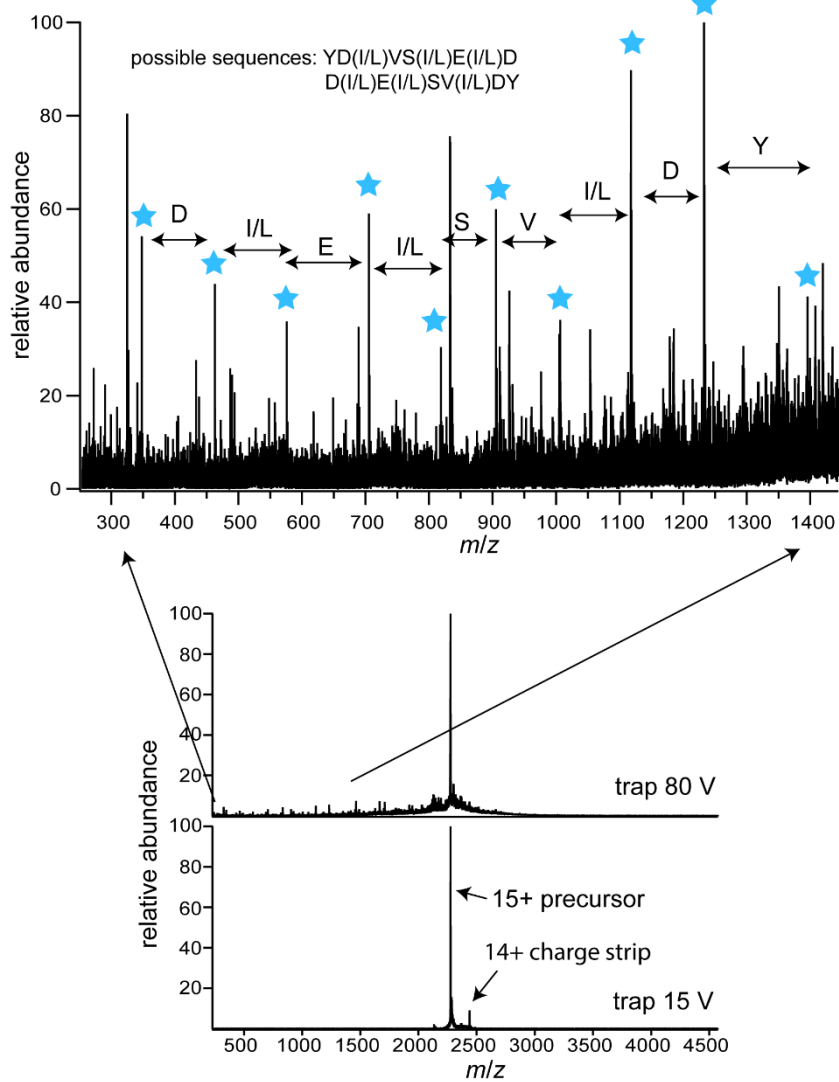 possible sequences: YD(I/L)VS(I/L)E(I/L)D
D(I/L)E(I/L)SV(I/L)DY
relative abundance
100
80
60
40
20
0
D
I/L
E
I/L
S
V
I/L
D
Y
300 400 500 600 700 800 900 1000 1100 1200 1300 1400
m/z
relative abundance
100
80
60
40
20
trap 80 V
100
80
60
40
20
15+ precursor
14+ charge strip
trap 15 V
500 1000 1500 2000 2500 3000 3500 4000 4500
m/z